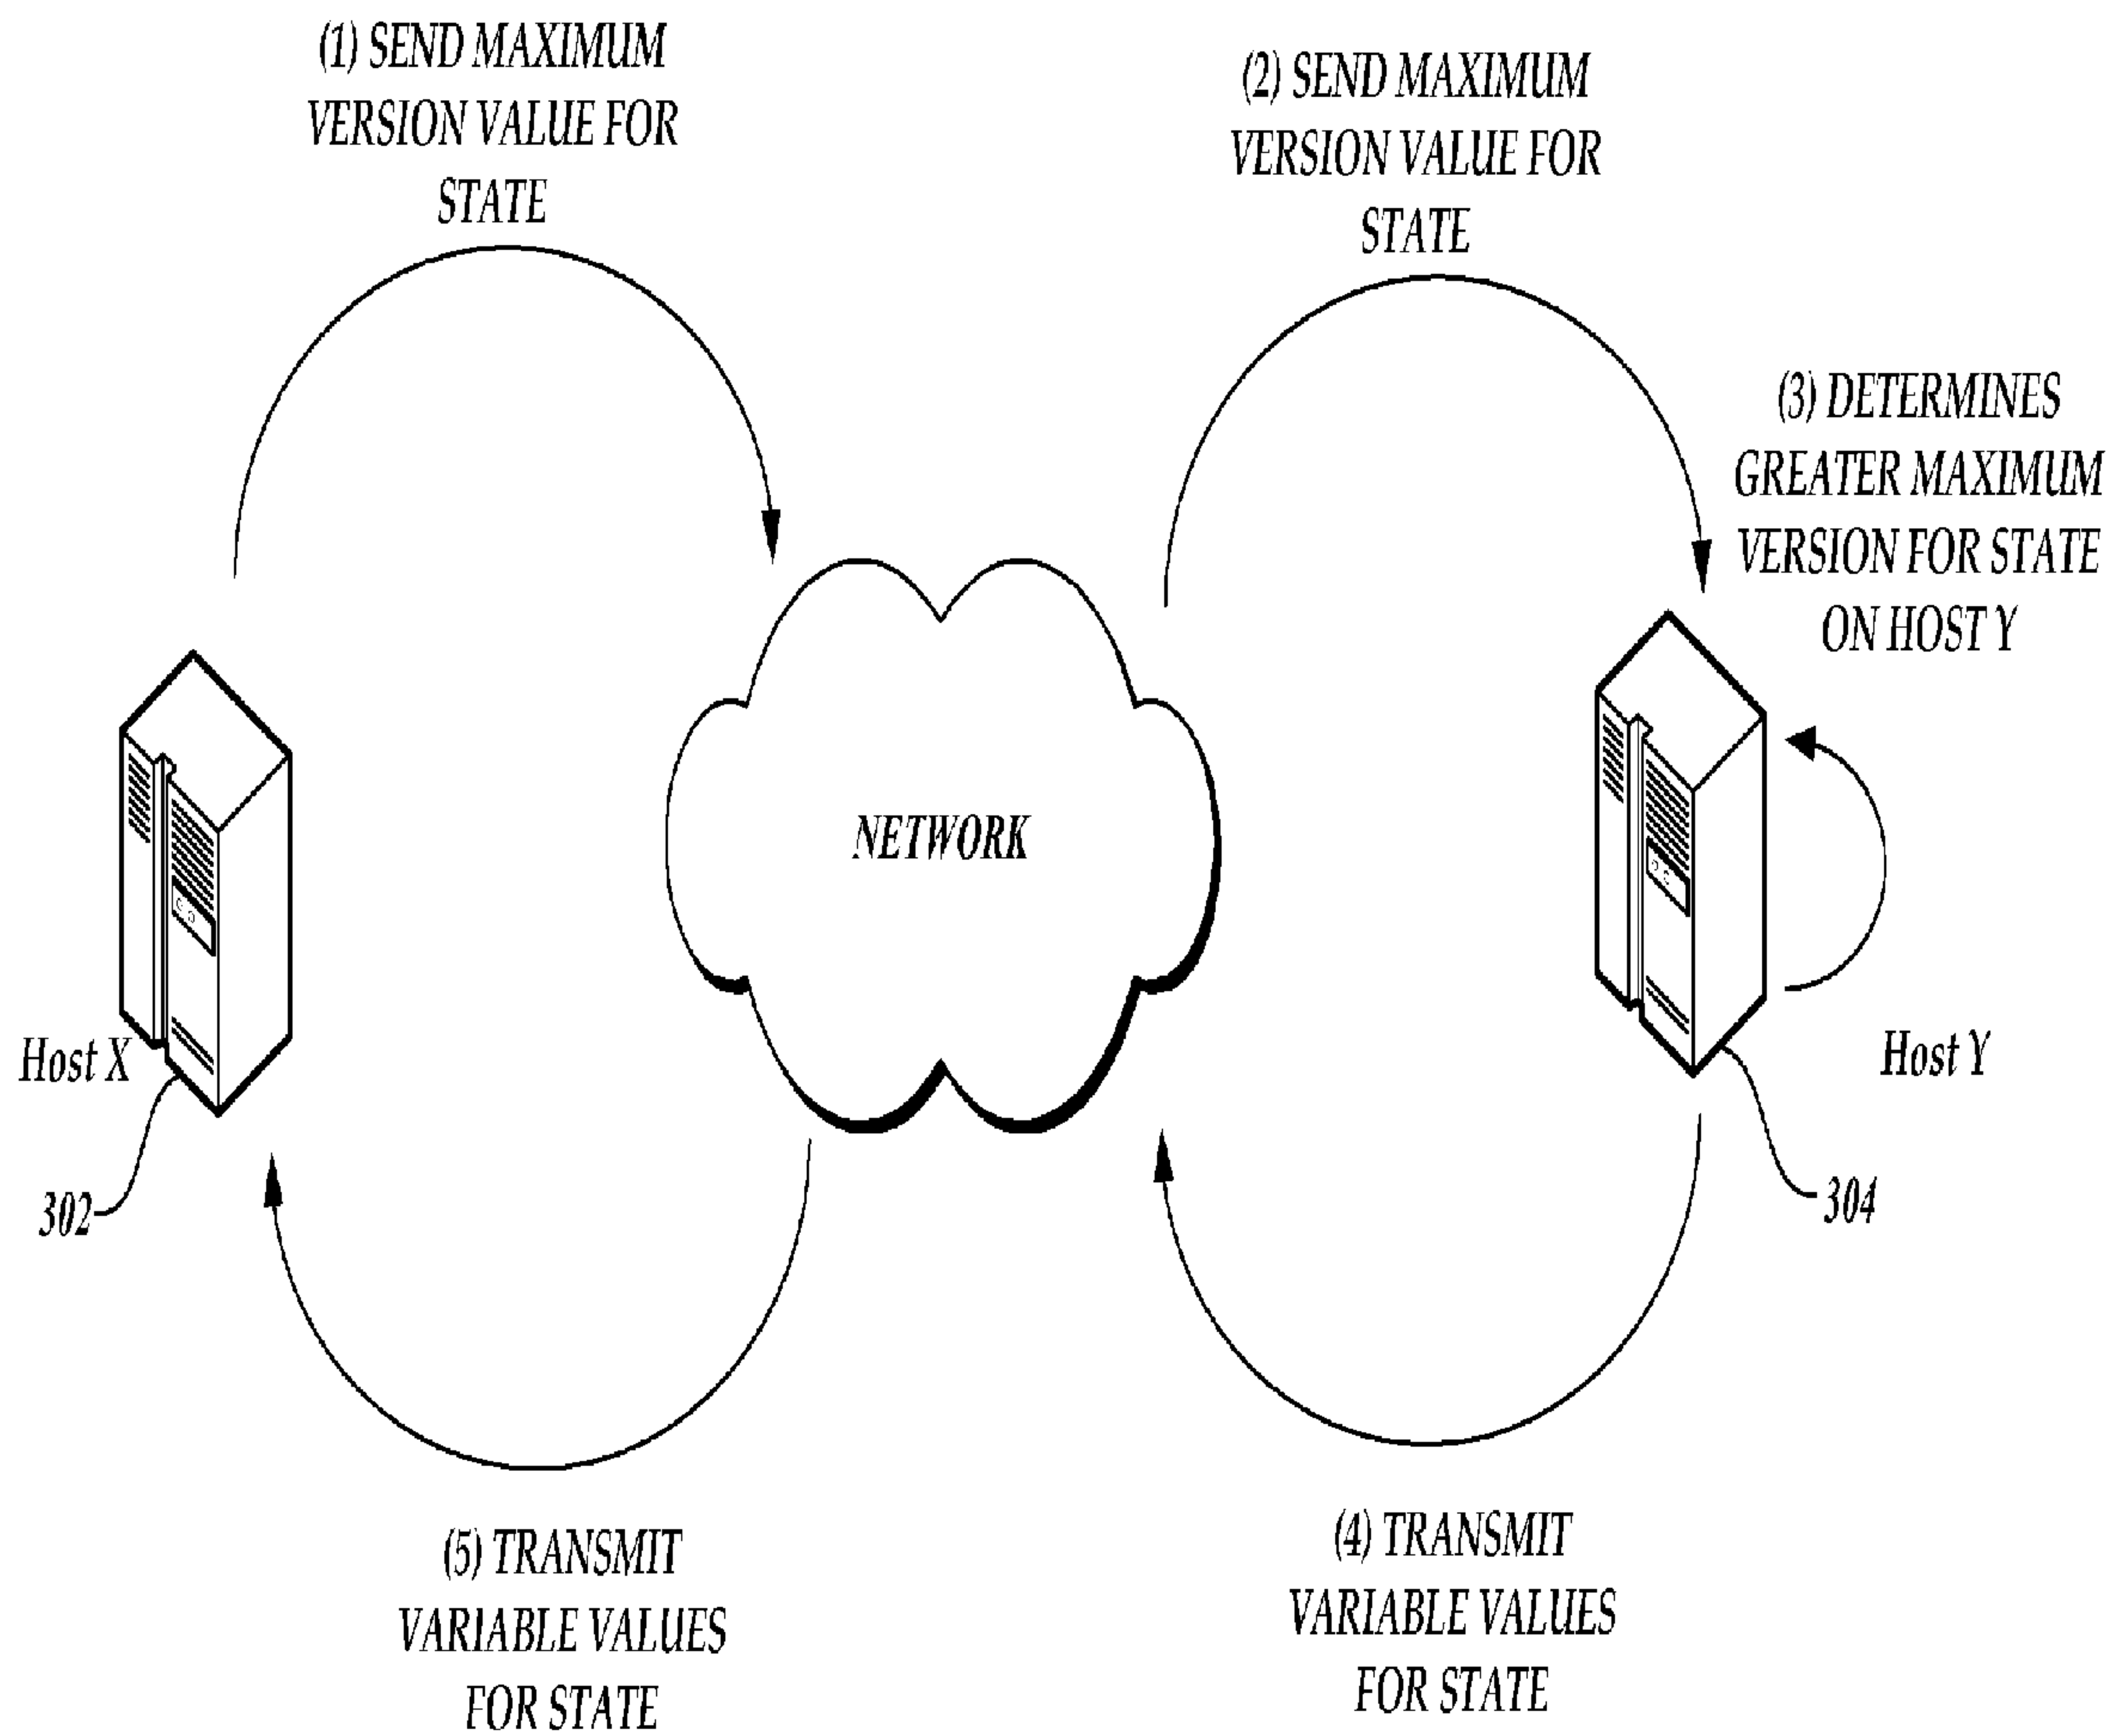 (1) SEND MAXIMUM
VERSION VALUE FOR
STATE
(2) SEND MAXIMUM
VERSION VALUE FOR
STATE
(3) DETERMINES
GREATER MAXIMUM
VERSION FOR STATE
ON HOST Y
NETWORK
Host X
302
Host Y
304
(5) TRANSMIT
VARIABLE VALUES
FOR STATE
(4) TRANSMIT
VARIABLE VALUES
FOR STATE